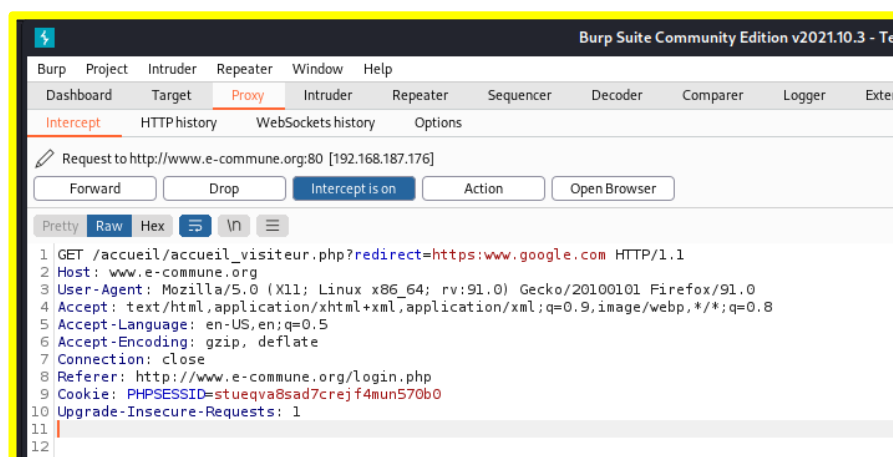 Burp Suite Community Edition v2021.10.3 - Te
Burp Project Intruder Repeater Window Help
Dashboard Target Proxy Intruder Repeater Sequencer Decoder Comparer Logger Exte
Intercept HTTP history WebSockets history Options
Request to http://www.e-commune.org:80 [192.168.187.176]
Forward Drop Intercept is on Action Open Browser
Pretty Raw Hex \n
1 GET /accueil/accueil_visiteur.php?redirect=https:www.google.com HTTP/1.1
2 Host: www.e-commune.org
3 User-Agent: Mozilla/5.0 (X11; Linux x86_64; rv:91.0) Gecko/20100101 Firefox/91.0
4 Accept: text/html,application/xhtml+xml,application/xml;q=0.9,image/webp,*/*;q=0.8
5 Accept-Language: en-US,en;q=0.5
6 Accept-Encoding: gzip, deflate
7 Connection: close
8 Referer: http://www.e-commune.org/login.php
9 Cookie: PHPSESSID=stueqva8sad7crejf4mun570b0
10 Upgrade-Insecure-Requests: 1
11
12